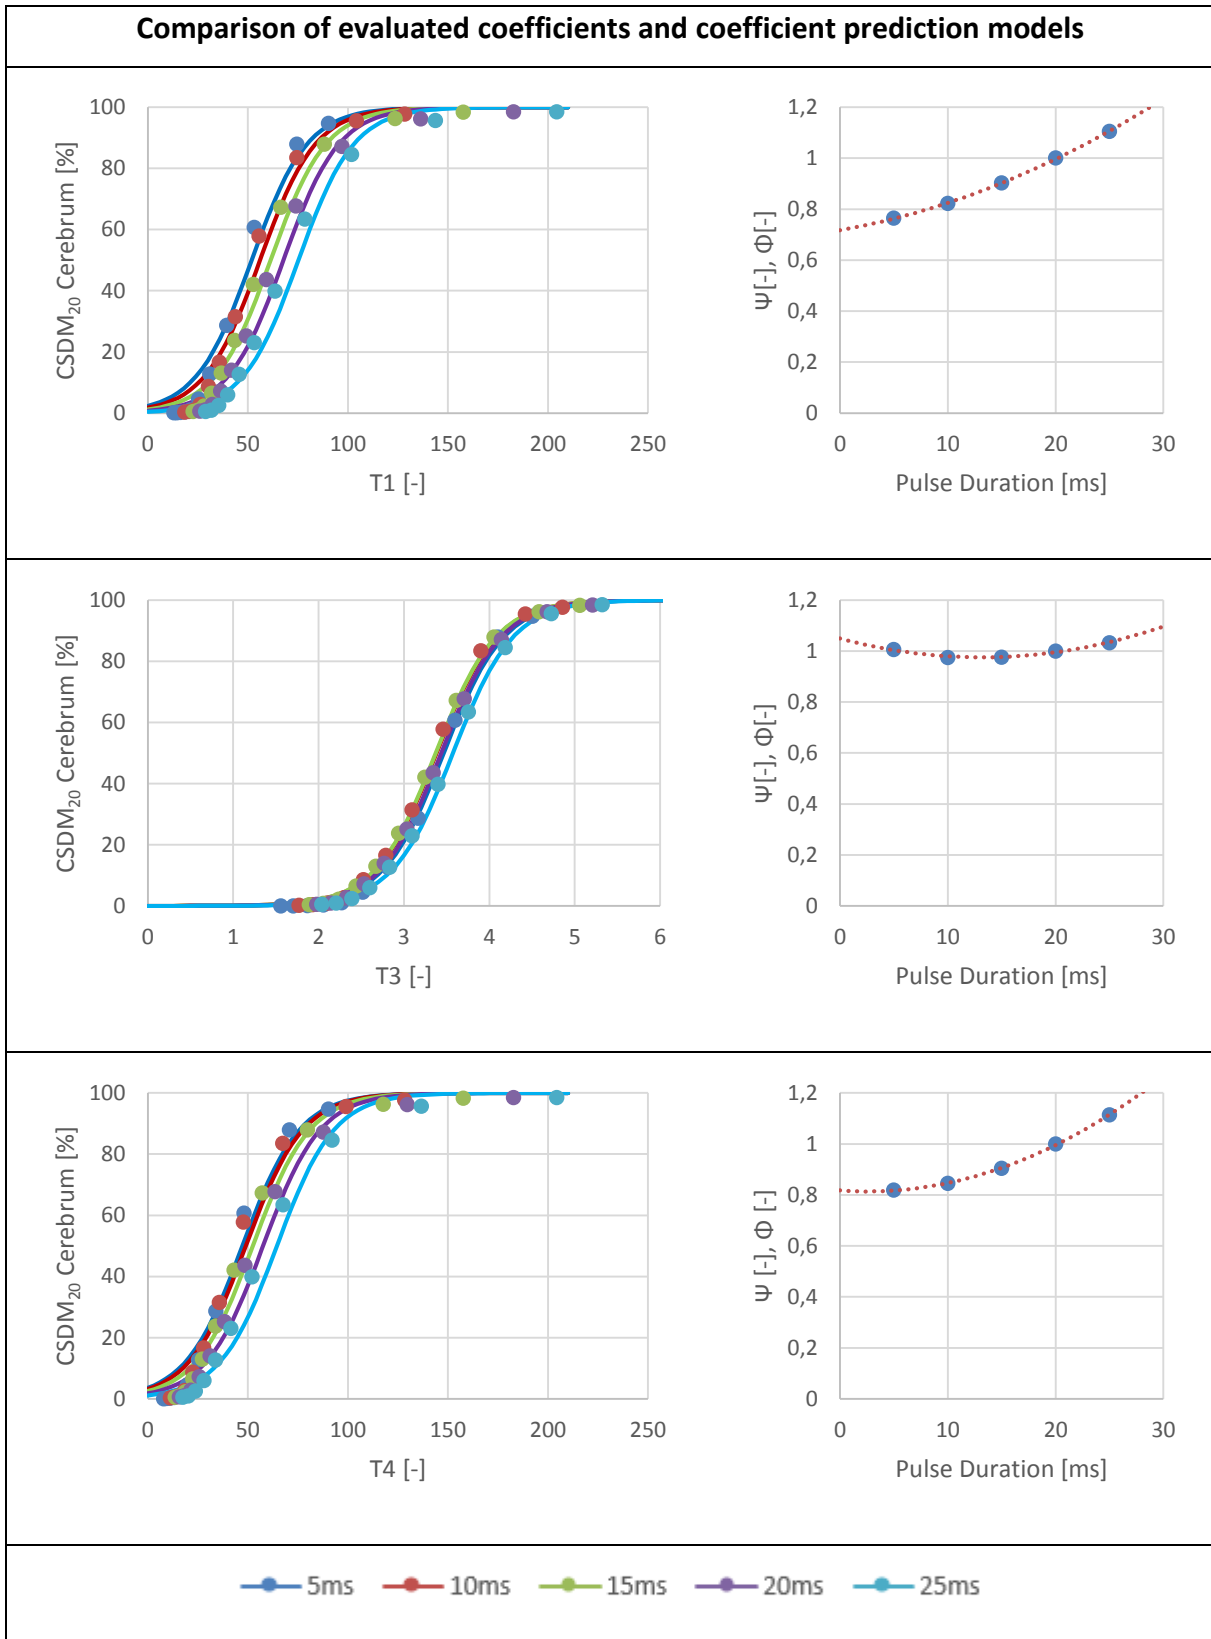 Comparison of evaluated coefficients and coefficient prediction models
CSDM₂₀ Cerebrum [%]
100
80
60
40
20
0
0 50 100 150 200 250
T1 [-]
Ψ[-], Φ[-]
1,2
1
0,8
0,6
0,4
0,2
0
0 10 20 30
Pulse Duration [ms]
CSDM₂₀ Cerebrum [%]
100
80
60
40
20
0
0 1 2 3 4 5 6
T3 [-]
Ψ[-], Φ[-]
1,2
1
0,8
0,6
0,4
0,2
0
0 10 20 30
Pulse Duration [ms]
CSDM₂₀ Cerebrum [%]
100
80
60
40
20
0
0 50 100 150 200 250
T4 [-]
Ψ [-], Φ [-]
1,2
1
0,8
0,6
0,4
0,2
0
0 10 20 30
Pulse Duration [ms]
5ms 10ms 15ms 20ms 25ms